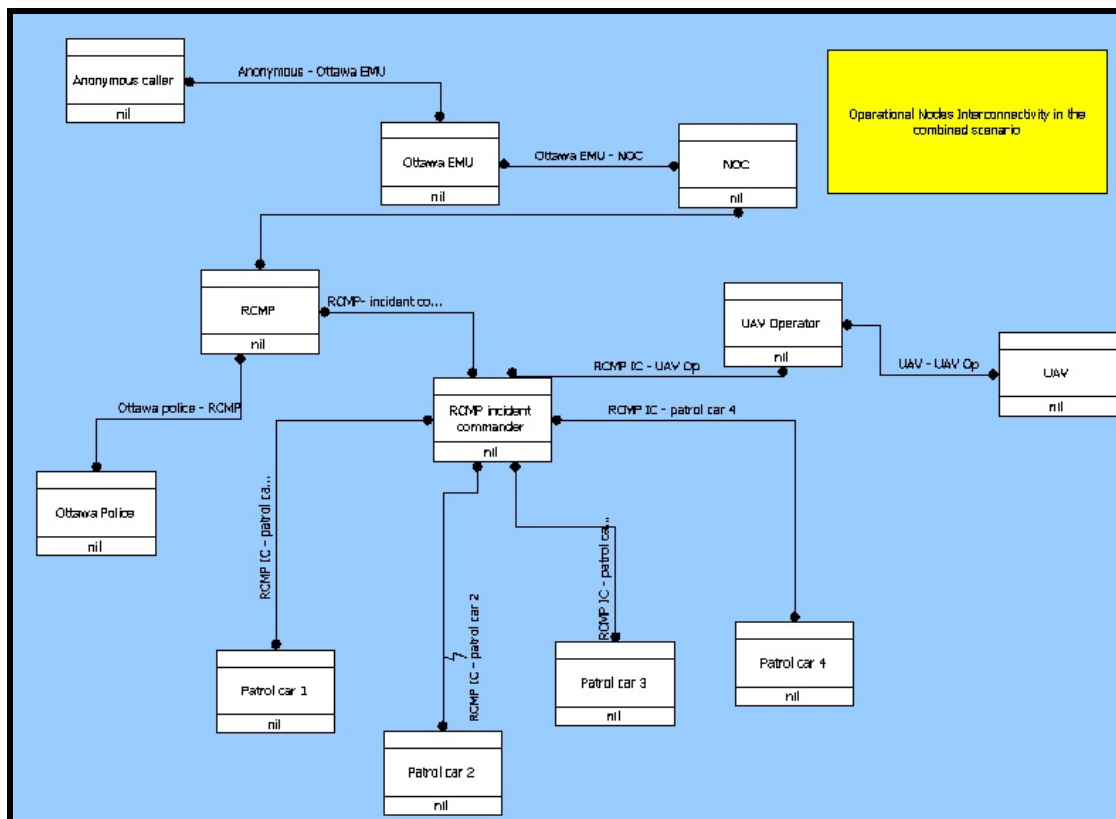 Anonymous caller
nil
Anonymous - Ottawa EMU
Ottawa EMU
nil
Ottawa EMU - NOC
NOC
nil
Operational Nodes Interconnectivity in the
combined scenario
RCMP
nil
RCMP- incident co...
UAV Operator
nil
RCMP IC - UAV Op
UAV - UAV Op
UAV
nil
Ottawa police - RCMP
RCMP incident
commander
nil
RCMP IC - patrol car 4
Ottawa Police
nil
RCMP IC - patrol ca...
RCMP IC - patrol car 2
RCMP IC - patrol ca...
Patrol car 1
nil
Patrol car 2
nil
Patrol car 3
nil
Patrol car 4
nil